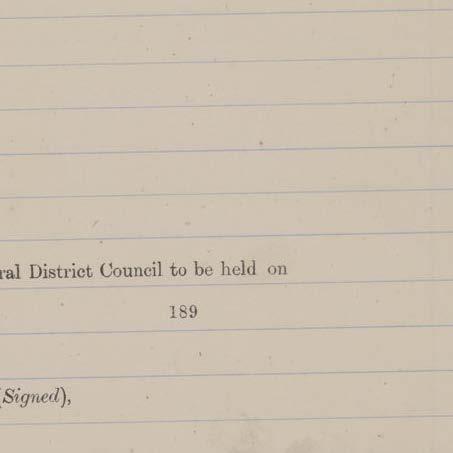 ral District Council to be held on
189
(Signed),